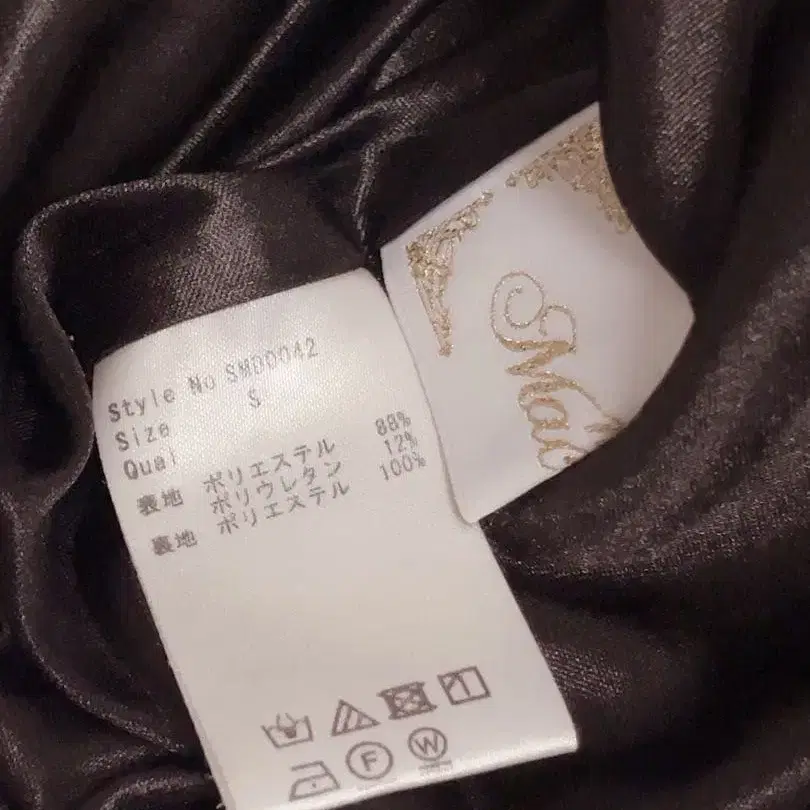 Style No SMDD042
Size S
Qual
表地 ポリエステル 88%
ポリウレタン 12%
裏地 ポリエステル 100%
F
W